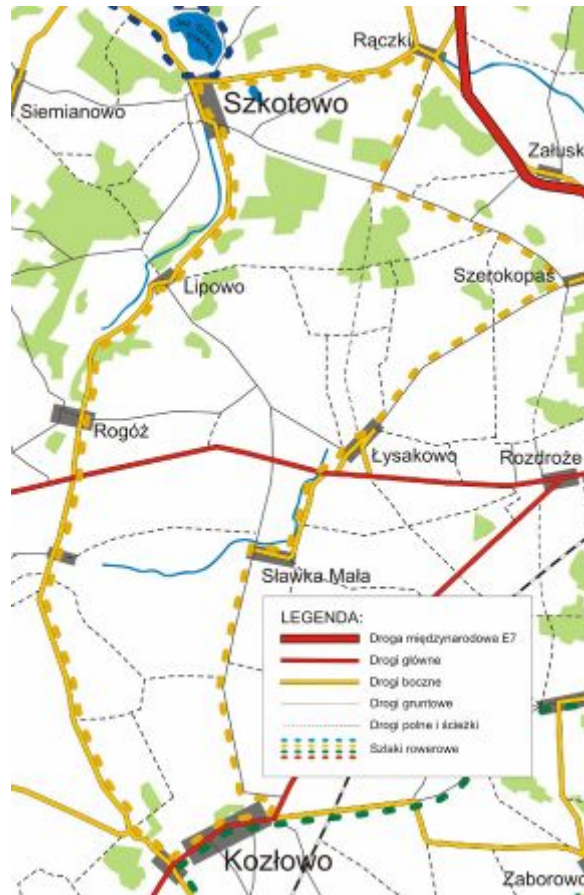 Rączki
Siemianowo
Szkotowo
Załusk
Szerokopaś
Lipowo
Rogóż
Łysakowo
Rozdroże
Sławka Mała
LEGENDA:
Droga międzynarodowa E7
Drogi główne
Drogi boczne
Drogi gruntowe
Drogi polne i ścieżki
Szlaki rowerowe
Kozłowo
Zaborowo